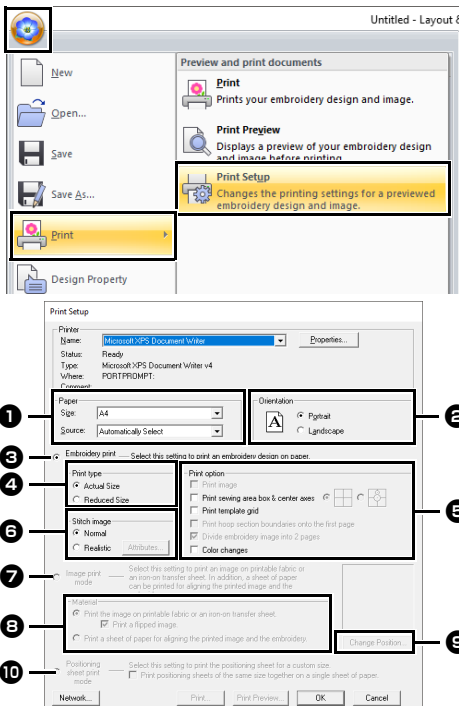 Untitled - Layout &
New
Open...
Save
Save As...
Print
Design Property
Preview and print documents
Print
Prints your embroidery design and image.
Print Preview
Displays a preview of your embroidery design
and image before printing.
Print Setup
Changes the printing settings for a previewed
embroidery design and image.
Print Setup
Printer
Name: Microsoft XPS Document Writer Properties...
Status: Ready
Type: Microsoft XPS Document Writer v4
Where: PORTPROMPT:
Comment:
1
Paper
Size: A4
Source: Automatically Select
2
Orientation
A
Portrait
Landscape
3
Embroidery print Select this setting to print an embroidery design on paper.
4
Print type
Actual Size
Reduced Size
5
Print option
Print image
Print sewing area box & center axes
Print template grid
Print hoop section boundaries onto the first page
Divide embroidery image into 2 pages
Color changes
6
Stitch image
Normal
Realistic Attributes...
7
Image print
mode
Select this setting to print an image on printable fabric or
an iron-on transfer sheet. In addition, a sheet of paper
can be printed for aligning the printed image and the
8
Material
Print the image on printable fabric or an iron-on transfer sheet.
Print a flipped image.
Print a sheet of paper for aligning the printed image and the embroidery.
9
Change Position...
10
Positioning
sheet print
mode
Select this setting to print the positioning sheet for a custom size.
Print positioning sheets of the same size together on a single sheet of paper.
Network... Print... Print Preview... OK Cancel